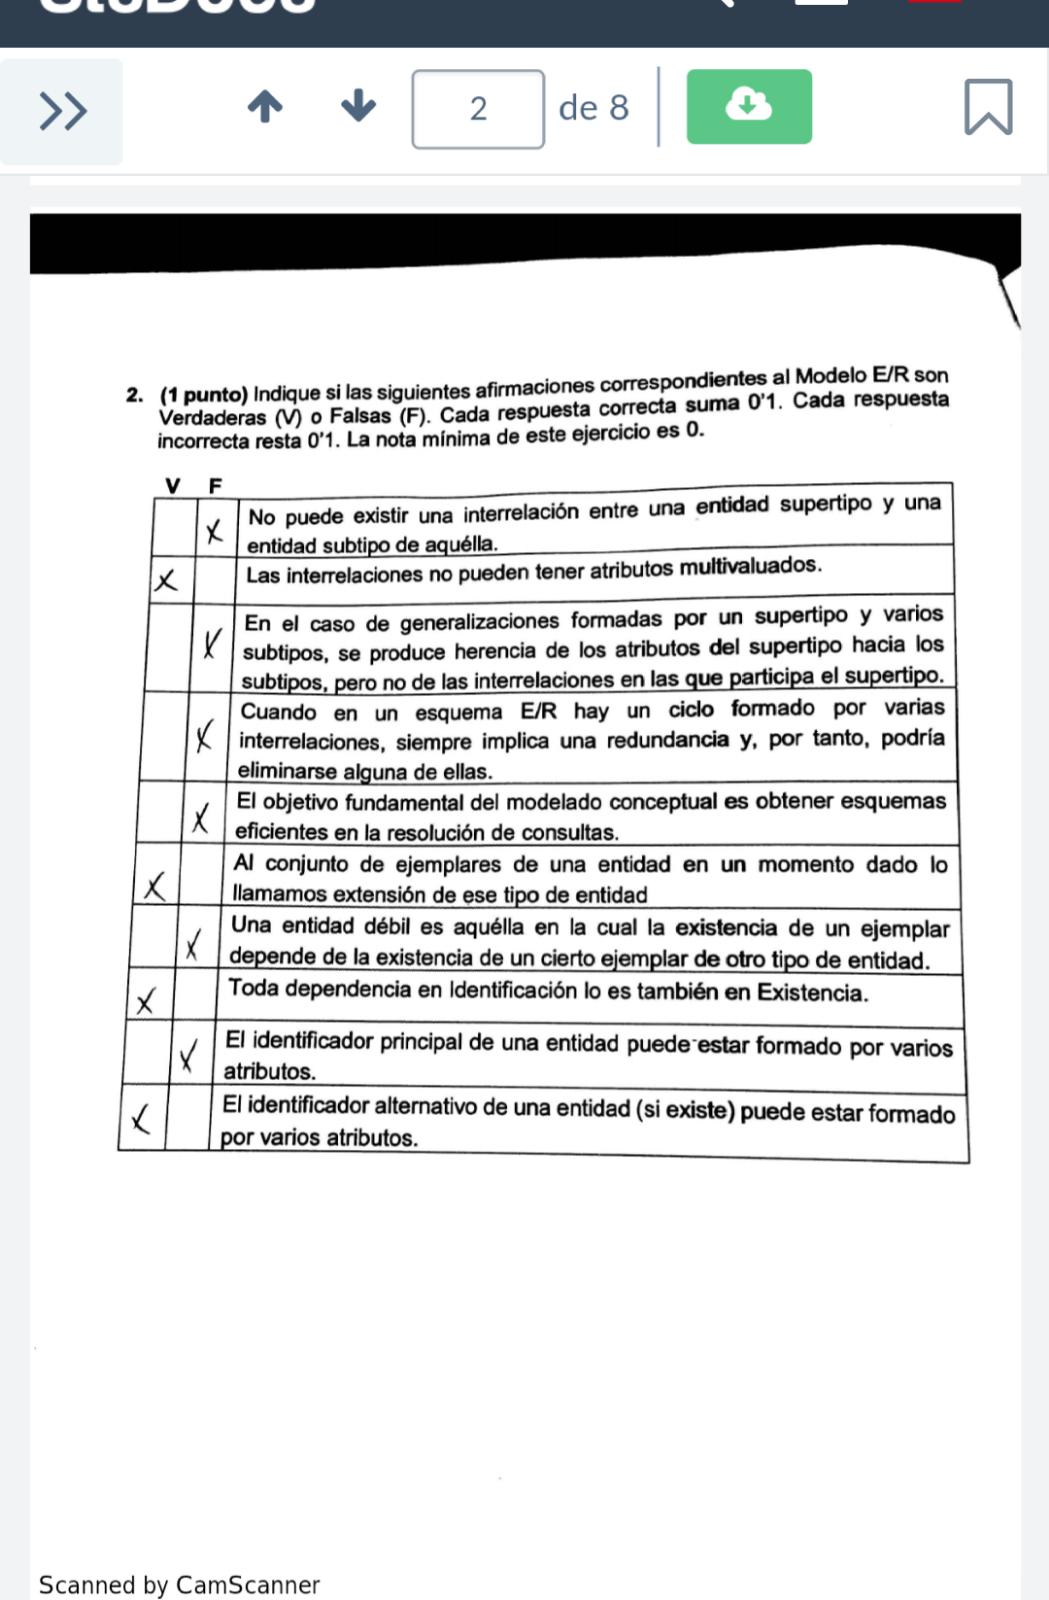 StuDocu
2 de 8
2. (1 punto) Indique si las siguientes afirmaciones correspondientes al Modelo E/R son
Verdaderas (V) o Falsas (F). Cada respuesta correcta suma 0'1. Cada respuesta
incorrecta resta 0'1. La nota mínima de este ejercicio es 0.
V F
X No puede existir una interrelación entre una entidad supertipo y una
entidad subtipo de aquélla.
X Las interrelaciones no pueden tener atributos multivaluados.
X En el caso de generalizaciones formadas por un supertipo y varios
subtipos, se produce herencia de los atributos del supertipo hacia los
subtipos, pero no de las interrelaciones en las que participa el supertipo.
X Cuando en un esquema E/R hay un ciclo formado por varias
interrelaciones, siempre implica una redundancia y, por tanto, podría
eliminarse alguna de ellas.
X El objetivo fundamental del modelado conceptual es obtener esquemas
eficientes en la resolución de consultas.
X Al conjunto de ejemplares de una entidad en un momento dado lo
llamamos extensión de ese tipo de entidad
X Una entidad débil es aquélla en la cual la existencia de un ejemplar
depende de la existencia de un cierto ejemplar de otro tipo de entidad.
X Toda dependencia en Identificación lo es también en Existencia.
X El identificador principal de una entidad puede estar formado por varios
atributos.
X El identificador alternativo de una entidad (si existe) puede estar formado
por varios atributos.
Scanned by CamScanner